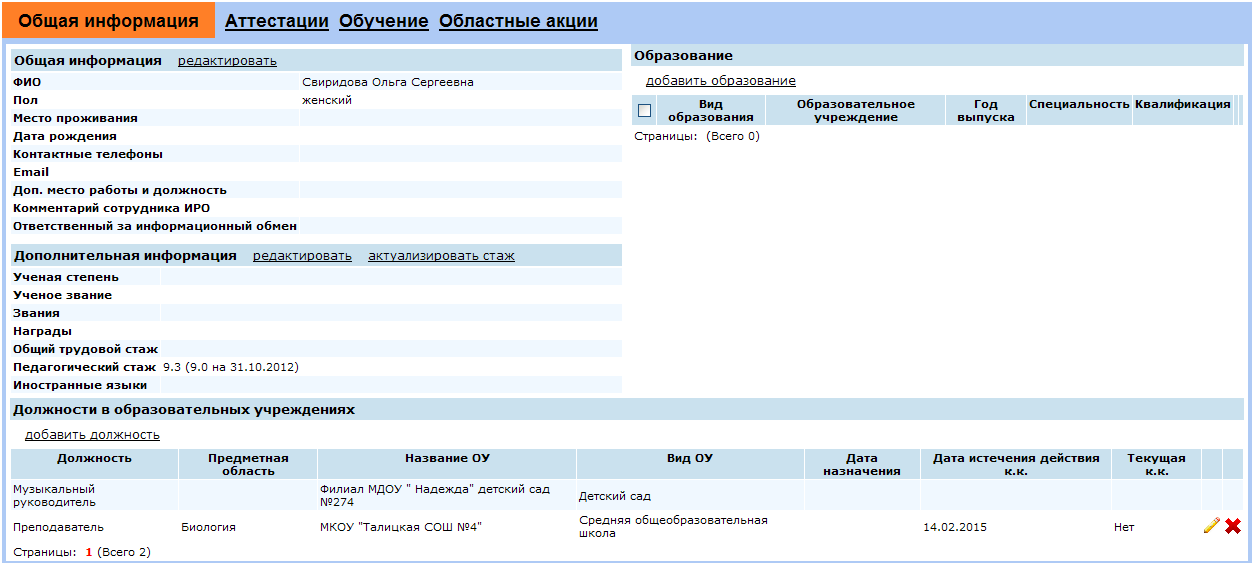 Общая информация Аттестации Обучение Областные акции
Общая информация редактировать
ФИО Свиридова Ольга Сергеевна
Пол женский
Место проживания
Дата рождения
Контактные телефоны
Email
Доп. место работы и должность
Комментарий сотрудника ИРО
Ответственный за информационный обмен
Дополнительная информация редактировать актуализировать стаж
Ученая степень
Ученое звание
Звания
Награды
Общий трудовой стаж
Педагогический стаж 9.3 (9.0 на 31.10.2012)
Иностранные языки
Образование
добавить образование
Вид Образовательное Год Специальность Квалификация
образования учреждение выпуска
Страницы: (Всего 0)
Должности в образовательных учреждениях
добавить должность
Должность Предметная Название ОУ Вид ОУ Дата Дата истечения действия Текущая
область назначения к.к. к.к.
Музыкальный Филиал МДОУ " Надежда" детский сад
руководитель №274 Детский сад
Преподаватель Биология МКОУ "Талицкая СОШ №4" Средняя общеобразовательная 14.02.2015 Нет
школа
Страницы: 1 (Всего 2)